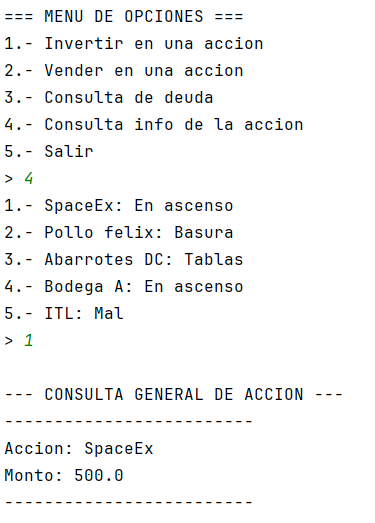 === MENU DE OPCIONES ===
1.- Invertir en una accion
2.- Vender en una accion
3.- Consulta de deuda
4.- Consulta info de la accion
5.- Salir
> 4
1.- SpaceEx: En ascenso
2.- Pollo felix: Basura
3.- Abarrotes DC: Tablas
4.- Bodega A: En ascenso
5.- ITL: Mal
> 1
--- CONSULTA GENERAL DE ACCION ---
-------------------------
Accion: SpaceEx
Monto: 500.0
-------------------------